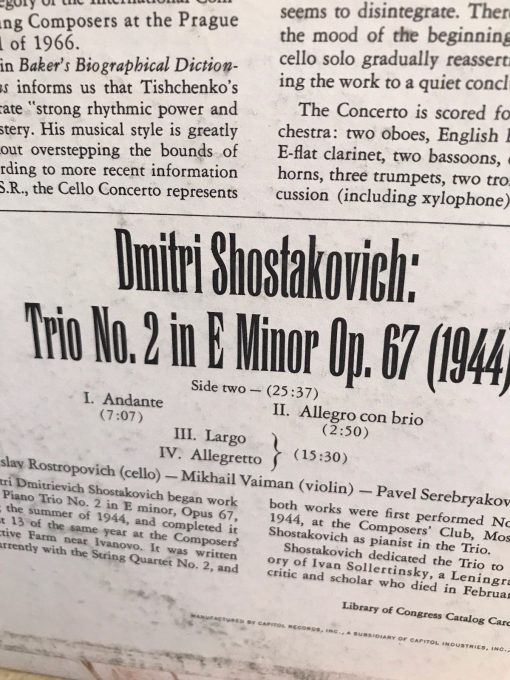 egory of the International Com-
ng Composers at the Prague
l of 1966.
in Baker's Biographical Diction-
s informs us that Tishchenko's
rate "strong rhythmic power and
stery. His musical style is greatly
out overstepping the bounds of
rding to more recent information
S.R., the Cello Concerto represents
seems to disintegrate. Ther
the mood of the beginning
cello solo gradually reasserti
ing the work to a quiet concl
The Concerto is scored fo
chestra: two oboes, English
E-flat clarinet, two bassoons,
horns, three trumpets, two tro
cussion (including xylophone)
Dmitri Shostakovich:
Trio No. 2 in E Minor Op. 67 (1944)
Side two — (25:37)
I. Andante
(7:07)
II. Allegro con brio
(2:50)
III. Largo
IV. Allegretto } (15:30)
slav Rostropovich (cello) — Mikhail Vaiman (violin) — Pavel Serebryakov
tri Dmitrievich Shostakovich began work
Piano Trio No. 2 in E minor, Opus 67,
the summer of 1944, and completed it
t 13 of the same year at the Composers'
ctive Farm near Ivanovo. It was written
urrently with the String Quartet No. 2, and
both works were first performed No
1944, at the Composers' Club, Mos
Shostakovich as pianist in the Trio.
Shostakovich dedicated the Trio to
ory of Ivan Sollertinsky, a Leningra
critic and scholar who died in Februar
Library of Congress Catalog Card
MANUFACTURED BY CAPITOL RECORDS, INC., A SUBSIDIARY OF CAPITOL INDUSTRIES, INC.,